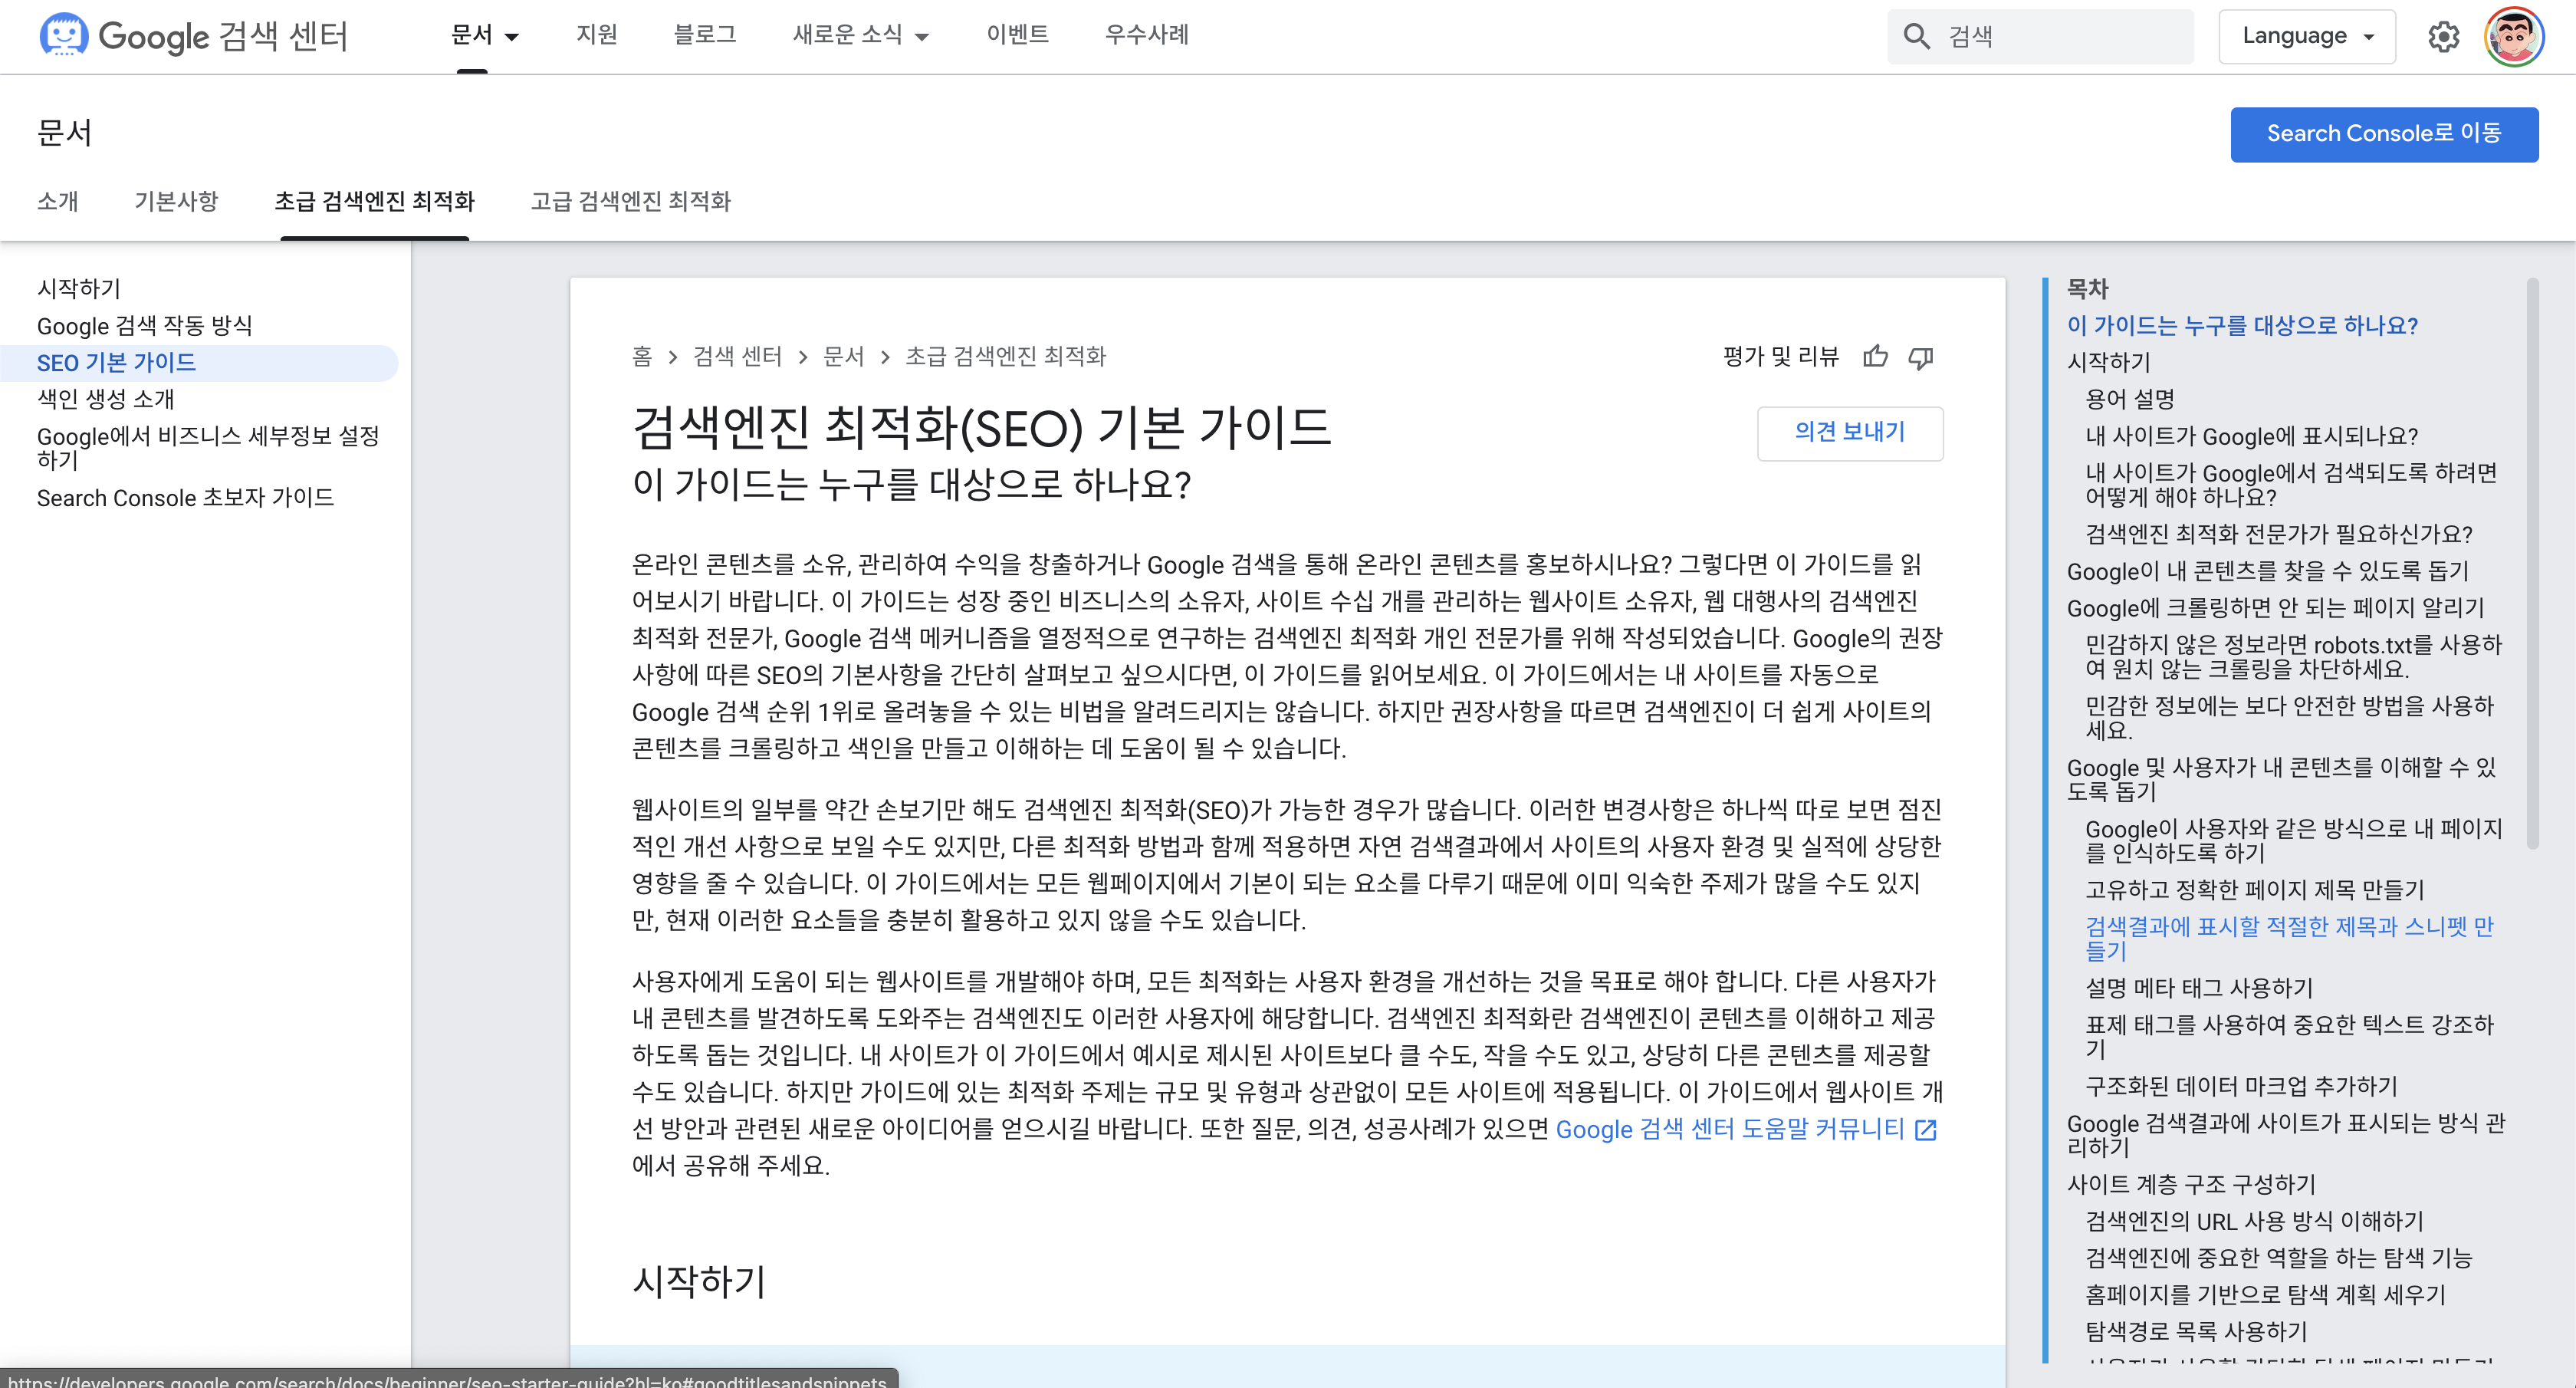 Google 검색 센터
문서
지원
블로그
새로운 소식
이벤트
우수사례
검색
Language
문서
Search Console로 이동
소개
기본사항
초급 검색엔진 최적화
고급 검색엔진 최적화
시작하기
Google 검색 작동 방식
SEO 기본 가이드
색인 생성 소개
Google에서 비즈니스 세부정보 설정
하기
Search Console 초보자 가이드
홈 > 검색 센터 > 문서 > 초급 검색엔진 최적화
평가 및 리뷰
검색엔진 최적화(SEO) 기본 가이드
의견 보내기
이 가이드는 누구를 대상으로 하나요?
온라인 콘텐츠를 소유, 관리하여 수익을 창출하거나 Google 검색을 통해 온라인 콘텐츠를 홍보하시나요? 그렇다면 이 가이드를 읽
어보시기 바랍니다. 이 가이드는 성장 중인 비즈니스의 소유자, 사이트 수십 개를 관리하는 웹사이트 소유자, 웹 대행사의 검색엔진
최적화 전문가, Google 검색 메커니즘을 열정적으로 연구하는 검색엔진 최적화 개인 전문가를 위해 작성되었습니다. Google의 권장
사항에 따른 SEO의 기본사항을 간단히 살펴보고 싶으시다면, 이 가이드를 읽어보세요. 이 가이드에서는 내 사이트를 자동으로
Google 검색 순위 1위로 올려놓을 수 있는 비법을 알려드리지는 않습니다. 하지만 권장사항을 따르면 검색엔진이 더 쉽게 사이트의
콘텐츠를 크롤링하고 색인을 만들고 이해하는 데 도움이 될 수 있습니다.
웹사이트의 일부를 약간 손보기만 해도 검색엔진 최적화(SEO)가 가능한 경우가 많습니다. 이러한 변경사항은 하나씩 따로 보면 점진
적인 개선 사항으로 보일 수도 있지만, 다른 최적화 방법과 함께 적용하면 자연 검색결과에서 사이트의 사용자 환경 및 실적에 상당한
영향을 줄 수 있습니다. 이 가이드에서는 모든 웹페이지에서 기본이 되는 요소를 다루기 때문에 이미 익숙한 주제가 많을 수도 있지
만, 현재 이러한 요소들을 충분히 활용하고 있지 않을 수도 있습니다.
사용자에게 도움이 되는 웹사이트를 개발해야 하며, 모든 최적화는 사용자 환경을 개선하는 것을 목표로 해야 합니다. 다른 사용자가
내 콘텐츠를 발견하도록 도와주는 검색엔진도 이러한 사용자에 해당합니다. 검색엔진 최적화란 검색엔진이 콘텐츠를 이해하고 제공
하도록 돕는 것입니다. 내 사이트가 이 가이드에서 예시로 제시된 사이트보다 클 수도, 작을 수도 있고, 상당히 다른 콘텐츠를 제공할
수도 있습니다. 하지만 가이드에 있는 최적화 주제는 규모 및 유형과 상관없이 모든 사이트에 적용됩니다. 이 가이드에서 웹사이트 개
선 방안과 관련된 새로운 아이디어를 얻으시길 바랍니다. 또한 질문, 의견, 성공사례가 있으면 Google 검색 센터 도움말 커뮤니티
에서 공유해 주세요.
시작하기
목차
이 가이드는 누구를 대상으로 하나요?
시작하기
용어 설명
내 사이트가 Google에 표시되나요?
내 사이트가 Google에서 검색되도록 하려면
어떻게 해야 하나요?
검색엔진 최적화 전문가가 필요하신가요?
Google이 내 콘텐츠를 찾을 수 있도록 돕기
Google에 크롤링하면 안 되는 페이지 알리기
민감하지 않은 정보라면 robots.txt를 사용하
여 원치 않는 크롤링을 차단하세요.
민감한 정보에는 보다 안전한 방법을 사용하
세요.
Google 및 사용자가 내 콘텐츠를 이해할 수 있
도록 돕기
Google이 사용자와 같은 방식으로 내 페이지
를 인식하도록 하기
고유하고 정확한 페이지 제목 만들기
검색결과에 표시할 적절한 제목과 스니펫 만
들기
설명 메타 태그 사용하기
표제 태그를 사용하여 중요한 텍스트 강조하
기
구조화된 데이터 마크업 추가하기
Google 검색결과에 사이트가 표시되는 방식 관
리하기
사이트 계층 구조 구성하기
검색엔진의 URL 사용 방식 이해하기
검색엔진에 중요한 역할을 하는 탐색 기능
홈페이지를 기반으로 탐색 계획 세우기
탐색경로 목록 사용하기
https://developers.google.com/search/docs/beginner/seo-starter-guide?hl=ko#goodtitlesandsnippets